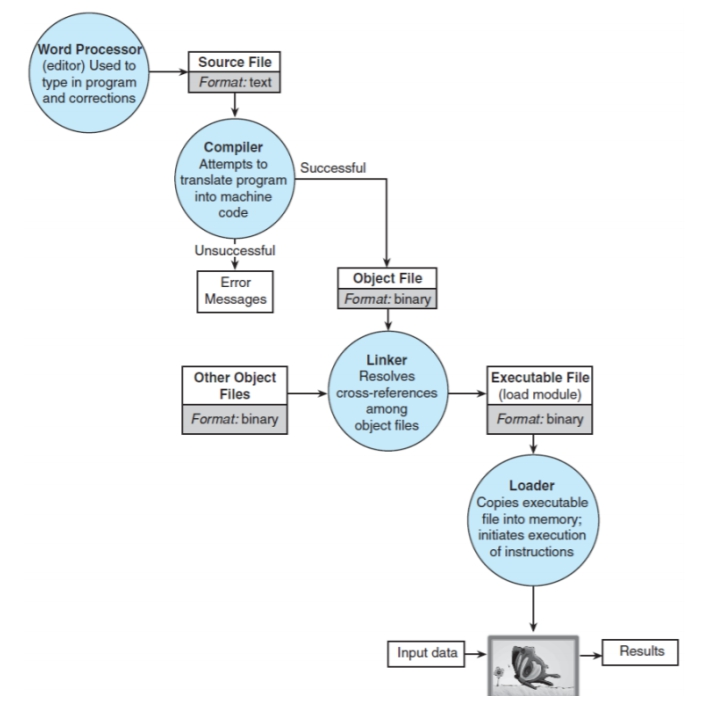 Word Processor
(editor) Used to
type in program
and corrections
Source File
Format: text
Compiler
Attempts to
translate program
into machine
code
Successful
Unsuccessful
Error
Messages
Object File
Format: binary
Other Object
Files
Format: binary
Linker
Resolves
cross-references
among
object files
Executable File
(load module)
Format: binary
Loader
Copies executable
file into memory;
initiates execution
of instructions
Input data
Results